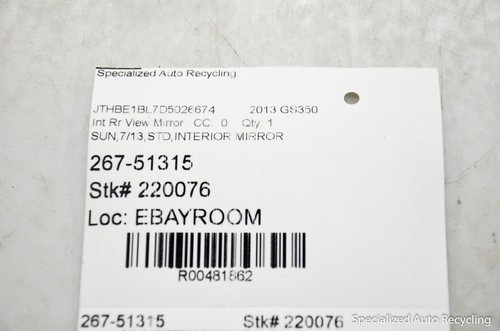 Specialized Auto Recycling,
JTHBE1BL7D5026674 2013 GS350
Int Rr View Mirror CC: 0 Qty: 1
SUN,7/13,STD,INTERIOR MIRROR
267-51315
Stk# 220076
Loc: EBAYROOM
R00481862
267-51315 Stk# 220076
Specialized Auto Recycling